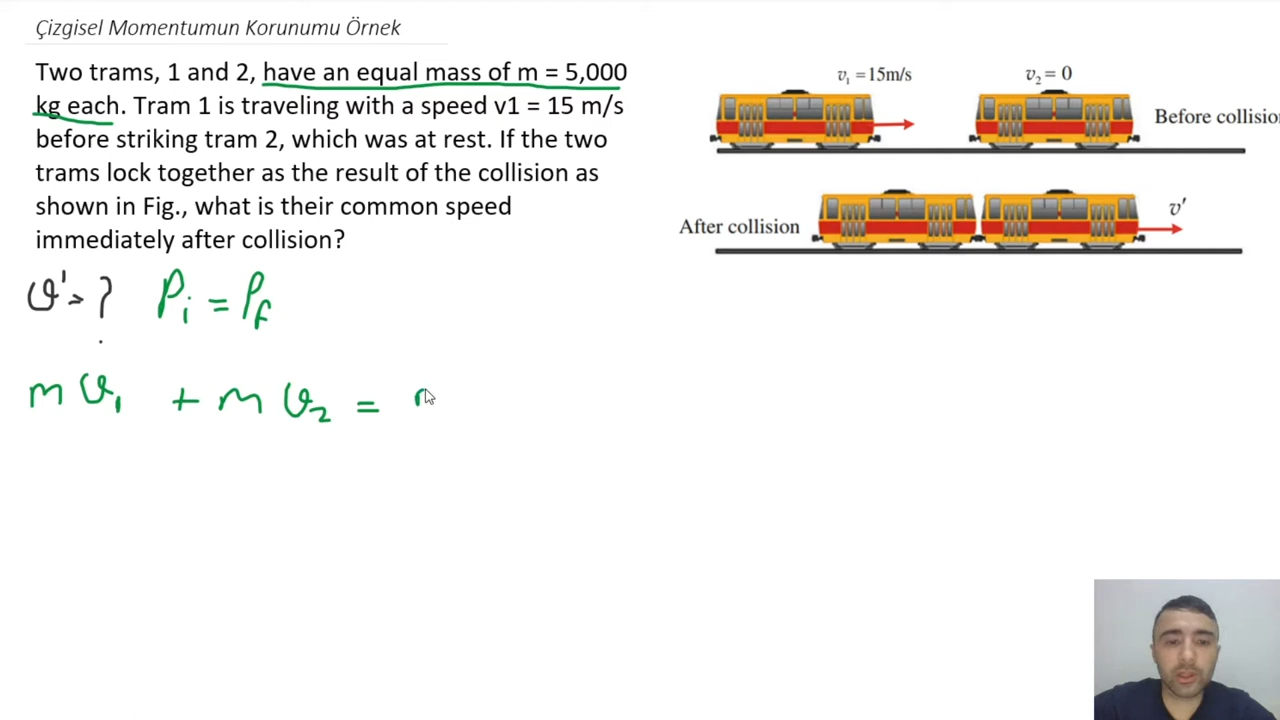 Çizgisel Momentumun Korunumu Örnek
Two trams, 1 and 2, have an equal mass of m = 5,000
kg each. Tram 1 is traveling with a speed v1 = 15 m/s
before striking tram 2, which was at rest. If the two
trams lock together as the result of the collision as
shown in Fig., what is their common speed
immediately after collision?
v₁ = 15m/s
v₂ = 0
Before collisio
After collision
v′
υ' = ?
Pi = Pf
mυ₁ + mυ₂ =